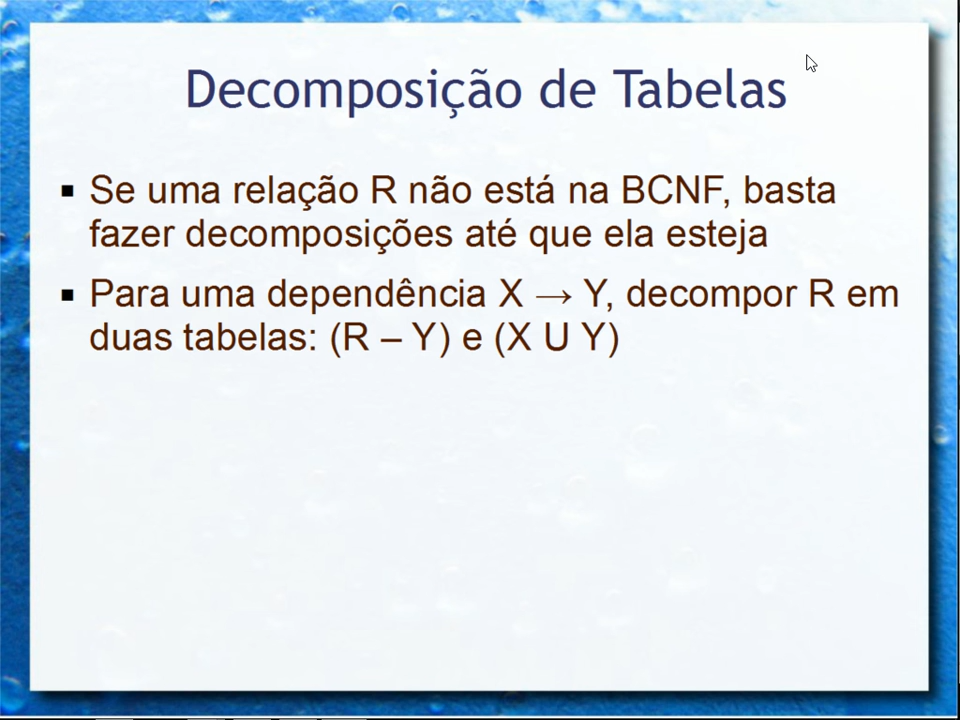 Decomposição de Tabelas
▪ Se uma relação R não está na BCNF, basta
fazer decomposições até que ela esteja
▪ Para uma dependência X → Y, decompor R em
duas tabelas: (R – Y) e (X U Y)